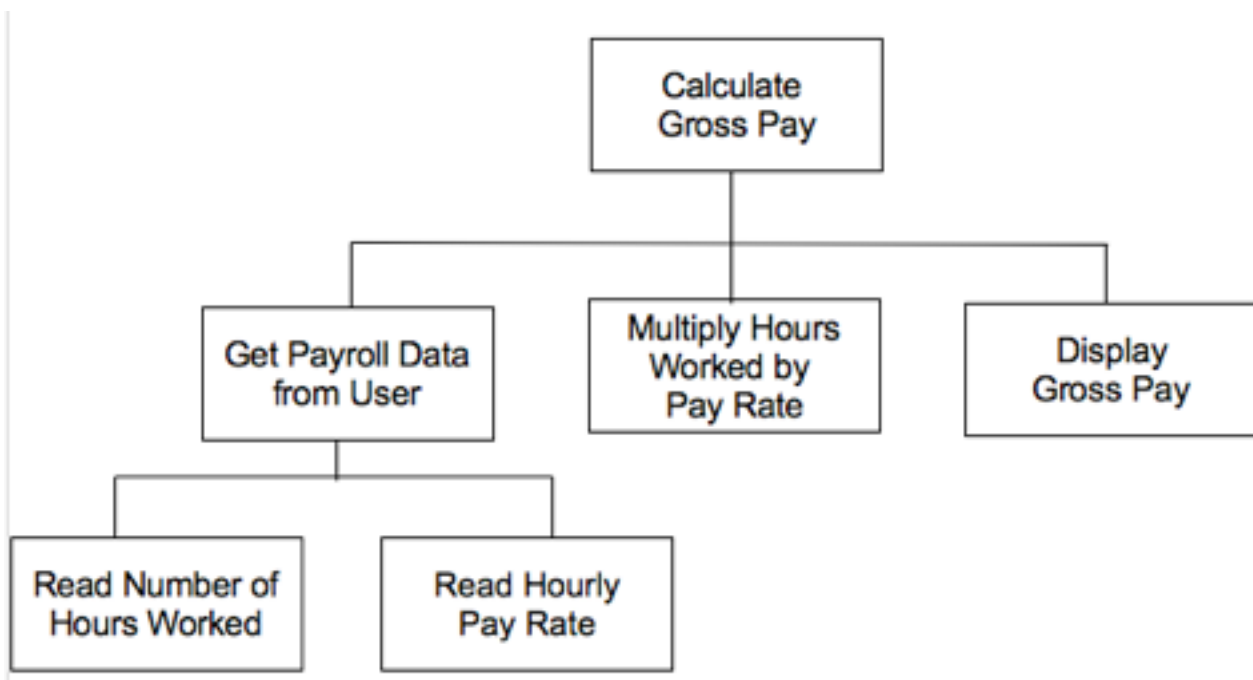 Calculate
Gross Pay
Get Payroll Data
from User
Multiply Hours
Worked by
Pay Rate
Display
Gross Pay
Read Number of
Hours Worked
Read Hourly
Pay Rate